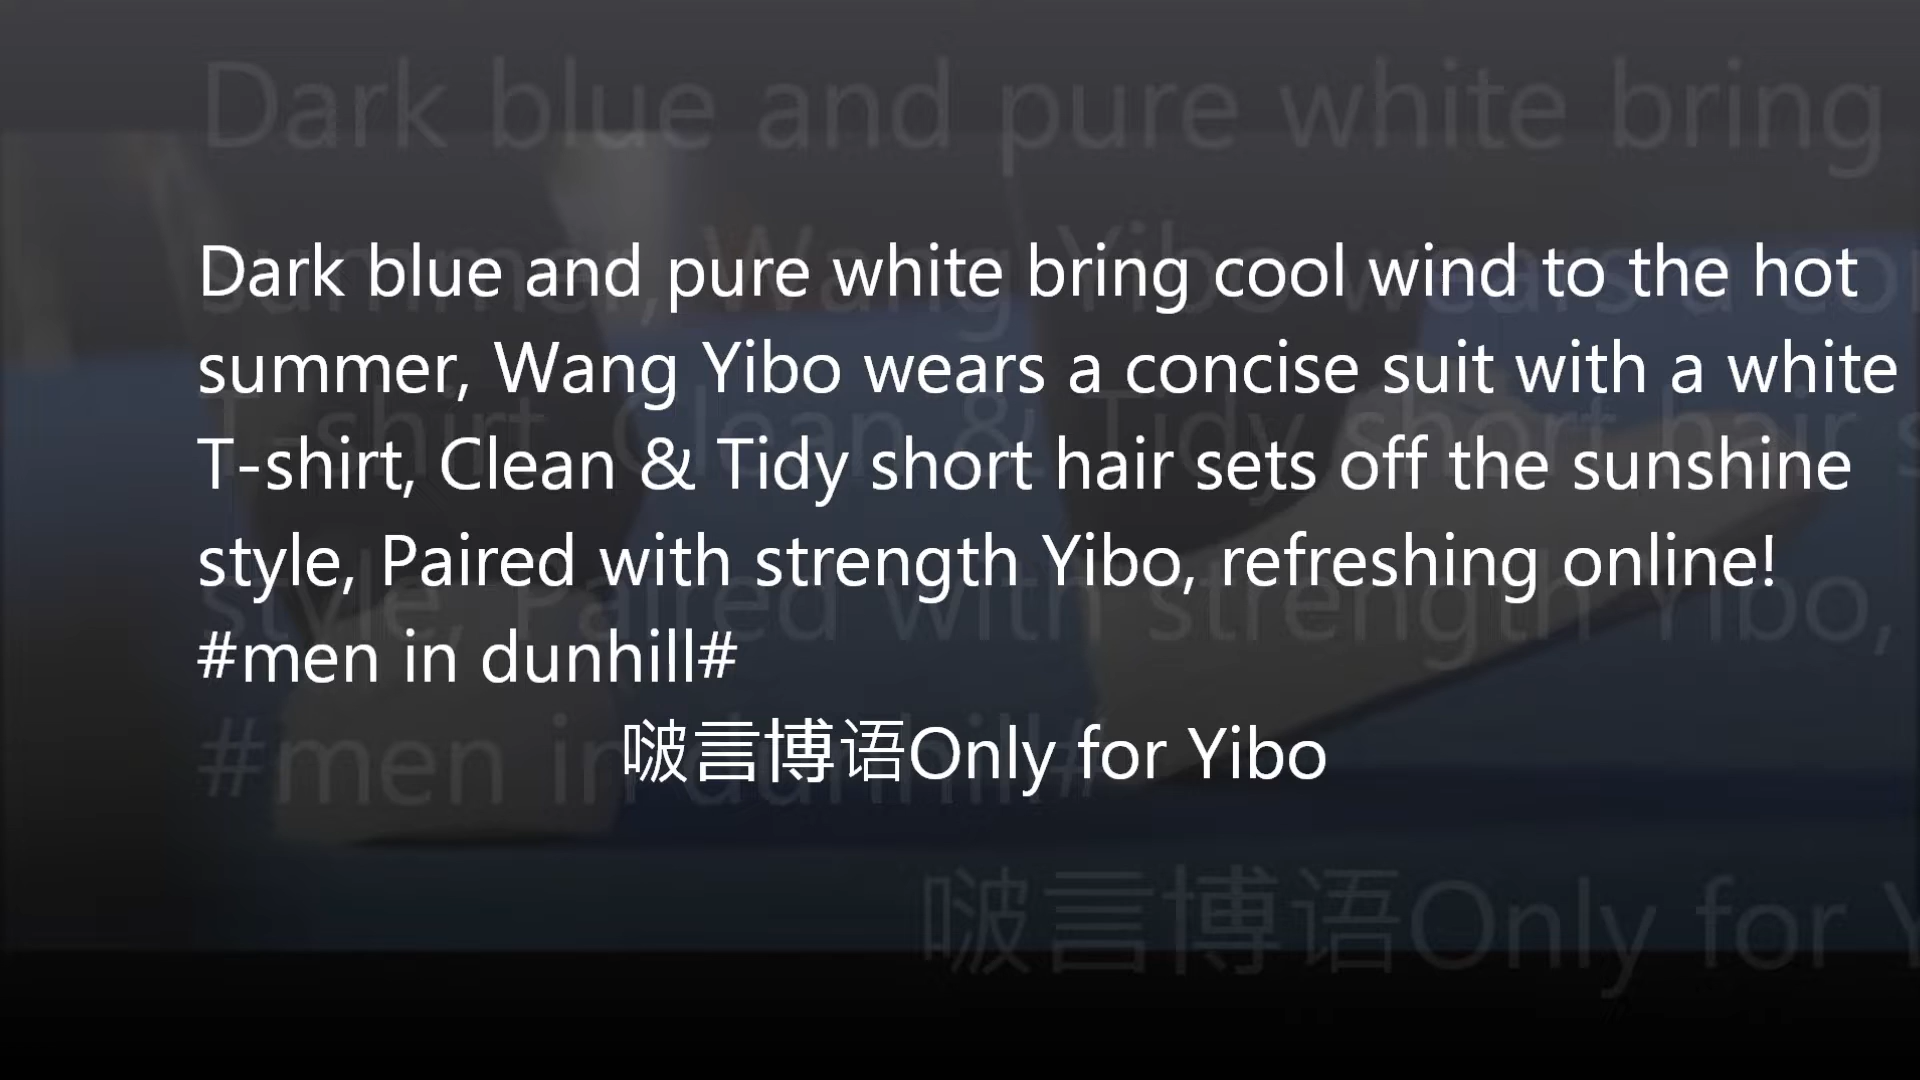 Dark blue and pure white bring cool wind to the hot
summer, Wang Yibo wears a concise suit with a white
T-shirt, Clean & Tidy short hair sets off the sunshine
style, Paired with strength Yibo, refreshing online!
#men in dunhill#
啵言博语Only for Yibo